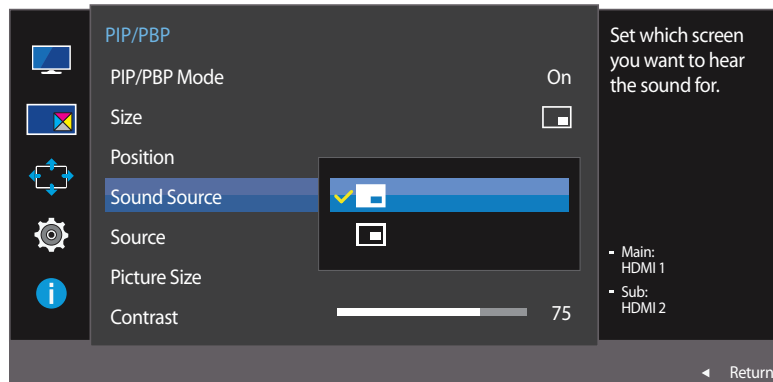 PIP/PBP
PIP/PBP Mode On
Size
Position
Sound Source
Source
Picture Size
Contrast 75
Set which screen
you want to hear
the sound for.
- Main:
HDMI 1
- Sub:
HDMI 2
Return